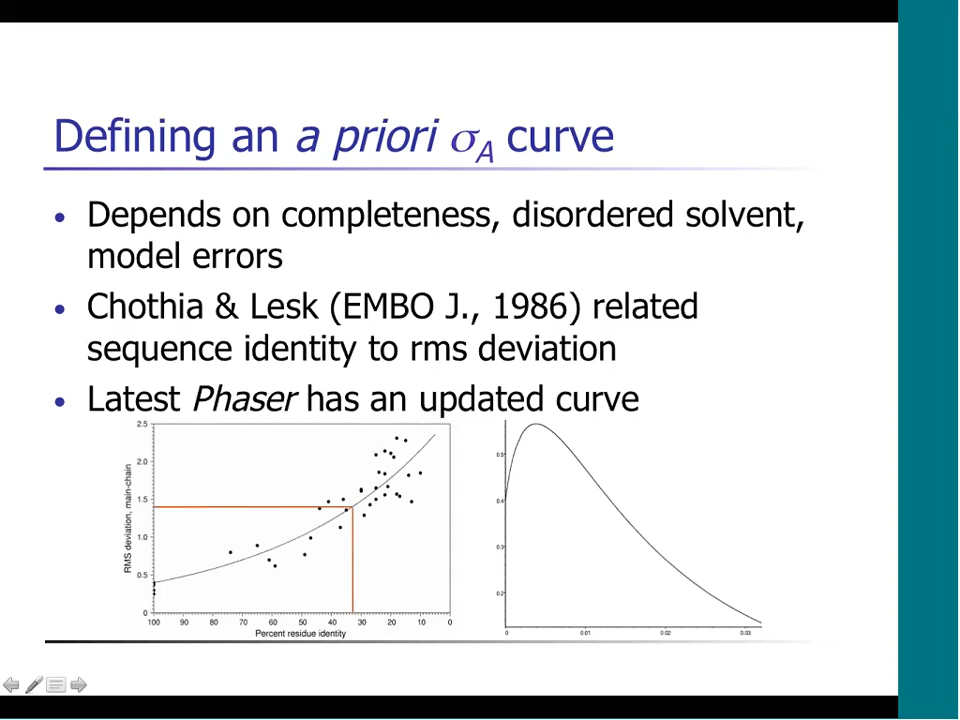 Defining an a priori σA curve
• Depends on completeness, disordered solvent,
model errors
• Chothia & Lesk (EMBO J., 1986) related
sequence identity to rms deviation
• Latest Phaser has an updated curve
RMS deviation, main-chain
2.5
2.0
1.5
1.0
0.5
0
100 90 80 70 60 50 40 30 20 10 0
Percent residue identity
0.5
0.4
0.3
0.2
0 0.01 0.02 0.03